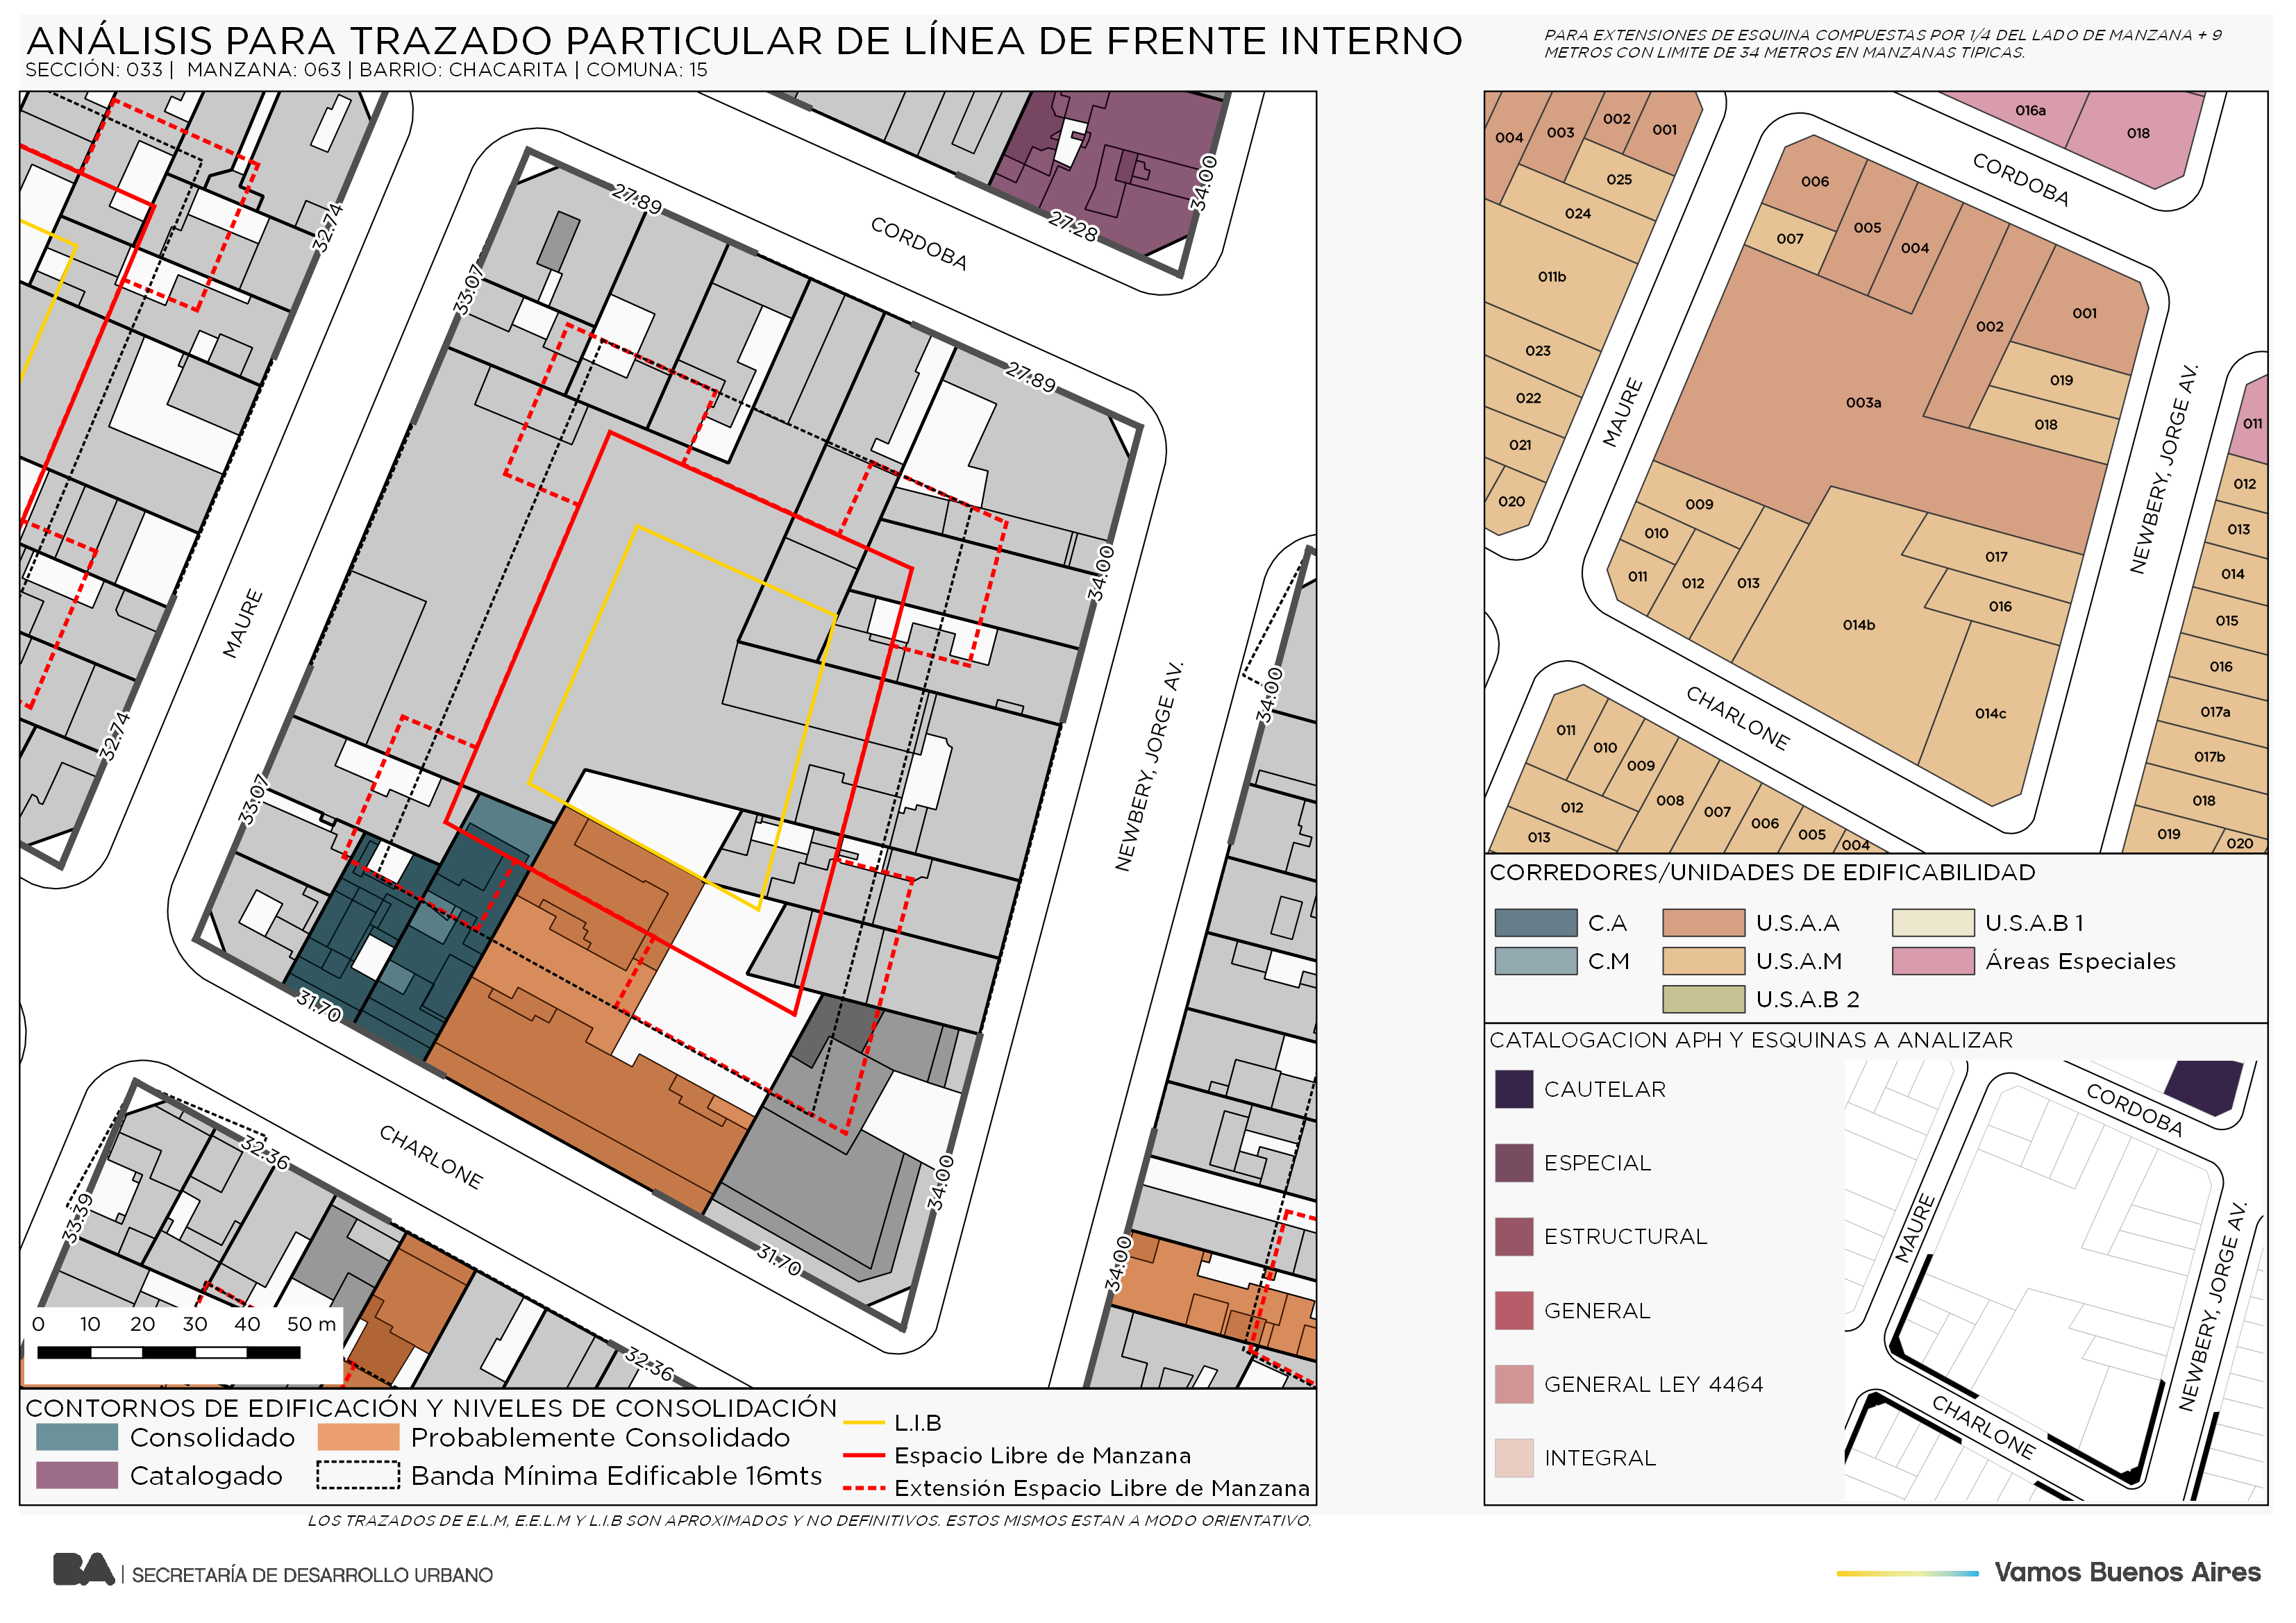 ANÁLISIS PARA TRAZADO PARTICULAR DE LÍNEA DE FRENTE INTERNO
SECCIÓN: 033 | MANZANA: 063 | BARRIO: CHACARITA | COMUNA: 15
PARA EXTENSIONES DE ESQUINA COMPUESTAS POR 1/4 DEL LADO DE MANZANA + 9
METROS CON LIMITE DE 34 METROS EN MANZANAS TIPICAS.
27.89
CORDOBA
27.28
34.00
32.74
33.07
27.89
MAURE
34.00
34.00
32.74
33.07
NEWBERY, JORGE AV.
31.70
CHARLONE
32.36
33.39
34.00
31.70
34.00
32.36
0 10 20 30 40 50 m
CONTORNOS DE EDIFICACIÓN Y NIVELES DE CONSOLIDACIÓN
Consolidado
Probablemente Consolidado
Catalogado
Banda Mínima Edificable 16mts
L.I.B
Espacio Libre de Manzana
Extensión Espacio Libre de Manzana
LOS TRAZADOS DE E.L.M, E.E.L.M Y L.I.B SON APROXIMADOS Y NO DEFINITIVOS. ESTOS MISMOS ESTAN A MODO ORIENTATIVO.
004
003
002
001
025
024
011b
023
022
021
020
016a
018
CORDOBA
006
007
005
004
002
001
019
018
003a
MAURE
NEWBERY, JORGE AV.
011
012
013
014
015
016
017a
017b
018
019
020
009
010
011
012
013
014b
017
016
014c
CHARLONE
011
010
009
012
013
008
007
006
005
004
CORREDORES/UNIDADES DE EDIFICABILIDAD
C.A
U.S.A.A
U.S.A.B 1
C.M
U.S.A.M
Áreas Especiales
U.S.A.B 2
CATALOGACION APH Y ESQUINAS A ANALIZAR
CAUTELAR
ESPECIAL
ESTRUCTURAL
GENERAL
GENERAL LEY 4464
INTEGRAL
CORDOBA
MAURE
NEWBERY, JORGE AV.
CHARLONE
BA | SECRETARÍA DE DESARROLLO URBANO
Vamos Buenos Aires